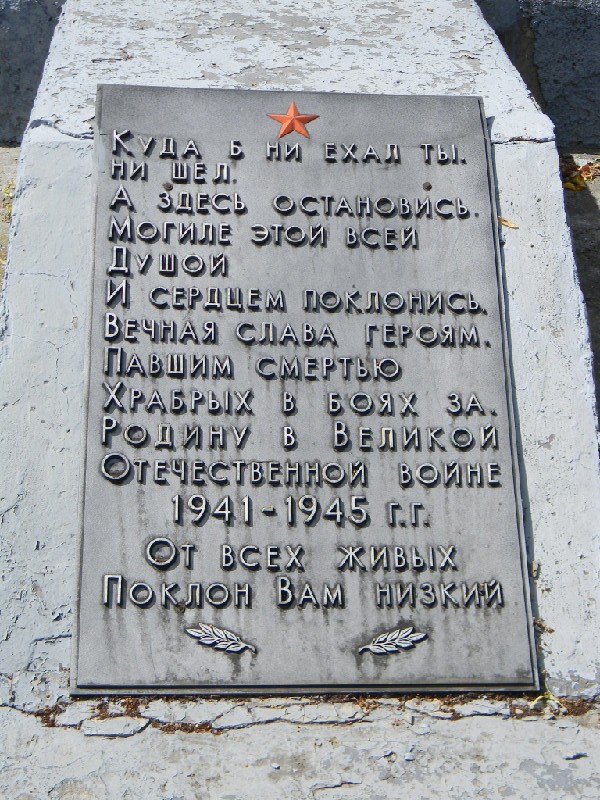 Куда б ни ехал ты.
ни шел.
А здесь остановись.
Могиле этой всей
Душой
И сердцем поклонись.
Вечная слава героям.
Павшим смертью
Храбрых в боях за.
Родину в Великой
Отечественной войне
1941-1945 г.г.
От всех живых
Поклон Вам низкий